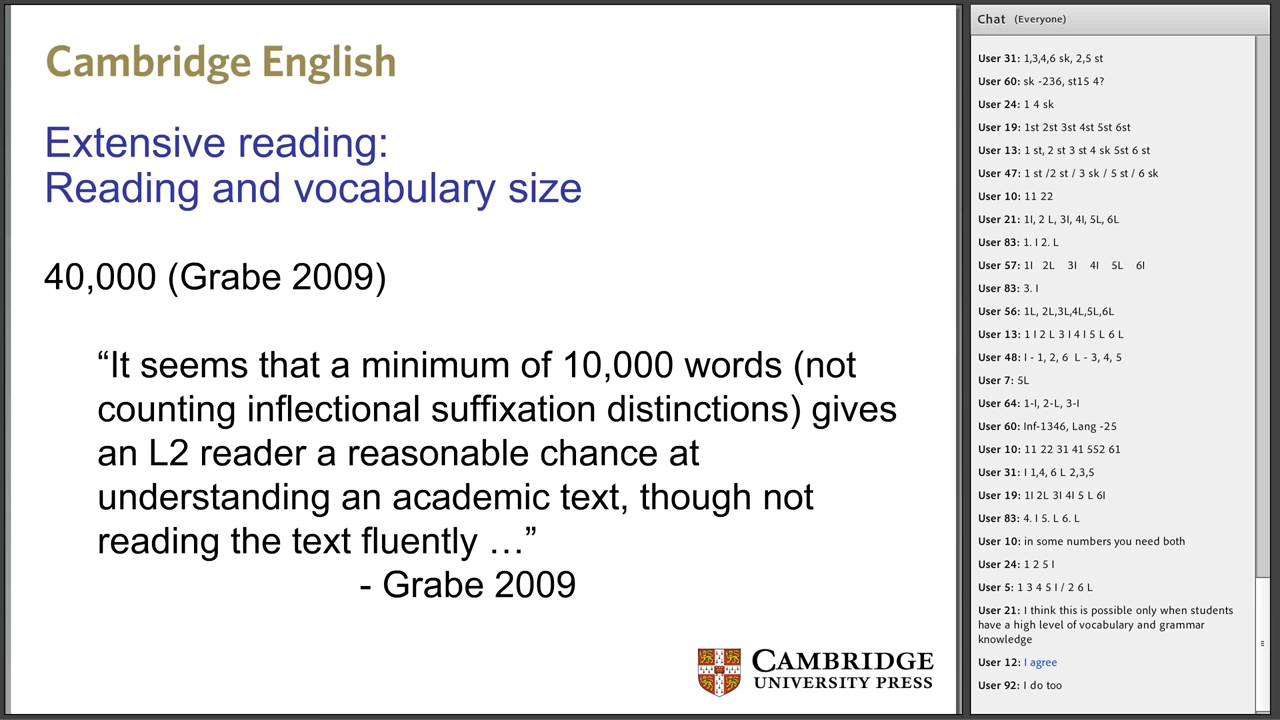 Cambridge English
Extensive reading:
Reading and vocabulary size
40,000 (Grabe 2009)
“It seems that a minimum of 10,000 words (not
counting inflectional suffixation distinctions) gives
an L2 reader a reasonable chance at
understanding an academic text, though not
reading the text fluently …”
- Grabe 2009
CAMBRIDGE
UNIVERSITY PRESS
Chat (Everyone)
User 31: 1,3,4,6 sk, 2,5 st
User 60: sk -236, st15 4?
User 24: 1 4 sk
User 19: 1st 2st 3st 4st 5st 6st
User 13: 1 st, 2 st 3 st 4 sk 5st 6 st
User 47: 1 st /2 st / 3 sk / 5 st / 6 sk
User 10: 11 22
User 21: 1I, 2 L, 3I, 4I, 5L, 6L
User 83: 1. I 2. L
User 57: 1I 2L 3I 4I 5L 6I
User 83: 3. I
User 56: 1L, 2L,3L,4L,5L,6L
User 13: 1 I 2 L 3 I 4 I 5 L 6 L
User 48: I - 1, 2, 6 L - 3, 4, 5
User 7: 5L
User 64: 1-I, 2-L, 3-I
User 60: Inf-1346, Lang -25
User 10: 11 22 31 41 552 61
User 31: I 1,4, 6 L 2,3,5
User 19: 1I 2L 3I 4I 5 L 6I
User 83: 4. I 5. L 6. L
User 10: in some numbers you need both
User 24: 1 2 5 I
User 5: 1 3 4 5 I / 2 6 L
User 21: I think this is possible only when students
have a high level of vocabulary and grammar
knowledge
User 12: I agree
User 92: I do too